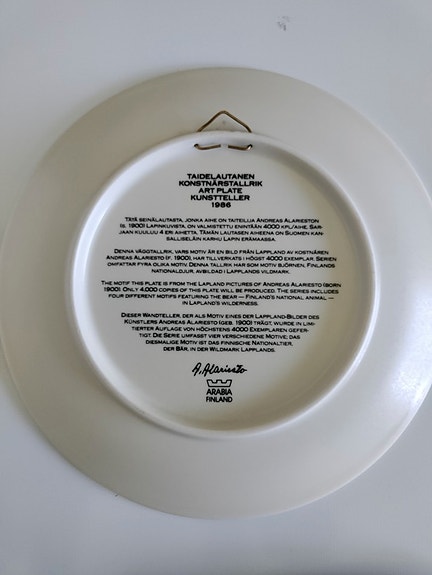 TAIDELAUTANEN
KONSTNÄRSTALLRIK
ART PLATE
KUNSTTELLER
1986
TÄTÄ SEINÄLAUTASTA, JONKA AIHE ON TAITEILIJA ANDREAS ALARIESTON
(s. 1900) LAPINKUVISTA, ON VALMISTETTU ENINTÄÄN 4000 KPL/AIHE. SAR-
JAAN KUULUU 4 ERI AIHETTA. TÄMÄN LAUTASEN AIHEENA ON SUOMEN KAN-
SALLISELÄIN KARHU LAPIN ERÄMAASSA.
DENNA VÄGGTALLRIK, VARS MOTIV ÄR EN BILD FRÅN LAPPLAND AV KOSTNÄREN
ANDREAS ALARIESTO (F. 1900), HAR TILLVERKATS I HÖGST 4000 EXEMPLAR. SERIEN
OMFATTAR FYRA OLIKA MOTIV. DENNA TALLRIK HAR SOM MOTIV BJÖRNEN, FINLANDS
NATIONALDJUR, AVBILDAD I LAPPLANDS VILDMARK.
THE MOTIF THIS PLATE IS FROM THE LAPLAND PICTURES OF ANDREAS ALARIESTO (BORN
1900). ONLY 4.000 COPIES OF THIS PLATE WILL BE PRODUCED. THE SERIES INCLUDES
FOUR DIFFERENT MOTIFS FEATURING THE BEAR — FINLAND'S NATIONAL ANIMAL —
IN LAPLAND'S WILDERNESS.
DIESER WANDTELLER, DER ALS MOTIV EINES DER LAPPLAND-BILDES DES
KÜNSTLERS ANDREAS ALARIESTO (GEB. 1900) TRÄGT, WURDE IN LIMI-
TIERTER AUFLAGE VON HÖCHSTENS 4000 EXEMPLAREN GEFER-
TIGT. DIE SERIE UMFASST VIER VERSCHIEDENE MOTIVE; DAS
DIESMALIGE MOTIV IST DAS FINNISCHE NATIONALTIER,
DER BÄR, IN DER WILDMARK LAPPLANDS.
A. Alariesto
ARABIA
FINLAND